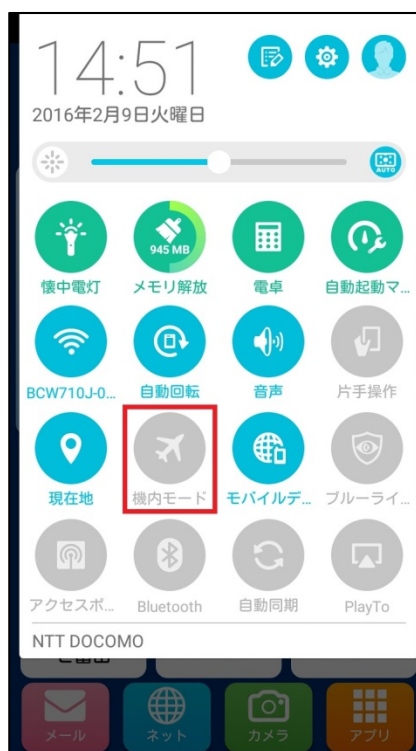 14:51
2016年2月9日火曜日
AUTO
945 MB
懐中電灯
メモリ解放
電卓
自動起動マ...
BCW710J-0...
自動回転
音声
片手操作
現在地
機内モード
モバイルデ...
ブルーライ...
アクセスポ...
Bluetooth
自動同期
PlayTo
NTT DOCOMO
メール
ネット
カメラ
アプリ